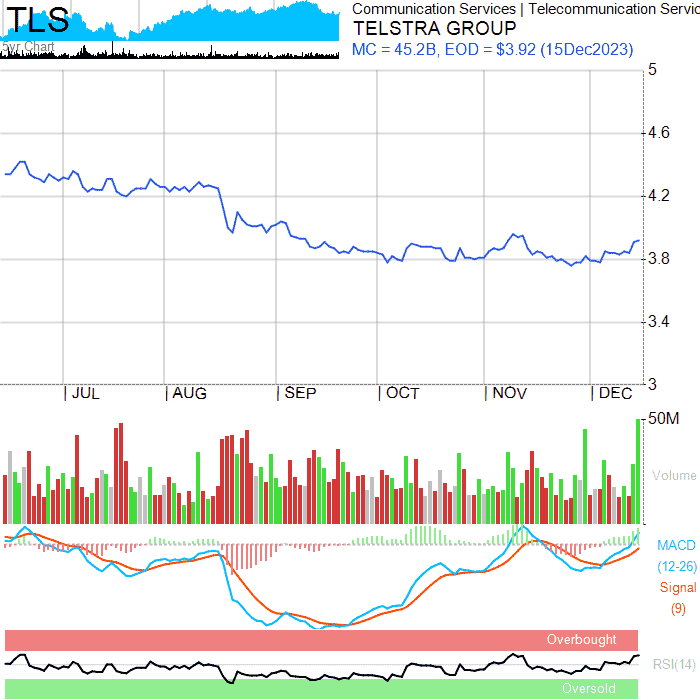 TLS
5yr Chart
Communication Services | Telecommunication Servic
TELSTRA GROUP
MC = 45.2B, EOD = $3.92 (15Dec2023)
5
4.6
4.2
3.8
3.4
3
| JUL | AUG | SEP | OCT | NOV | DEC
50M
Volume
MACD
(12-26)
Signal
(9)
Overbought
RSI(14)
Oversold